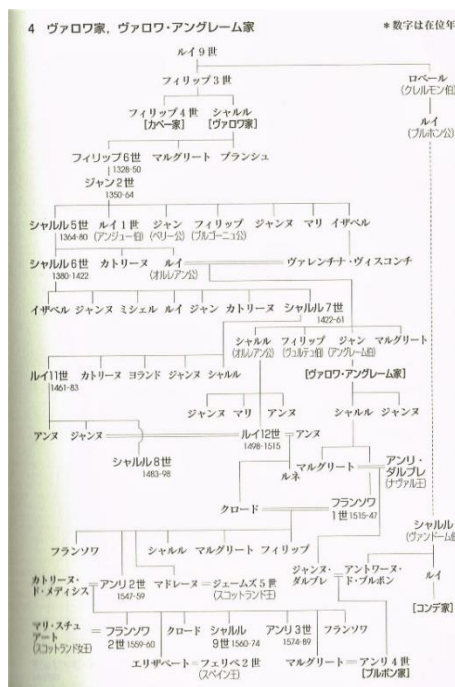 4 ヴァロワ家，ヴァロワ・アングレーム家 ＊数字は在位年
ルイ9世
フィリップ3世 ロベール
(クレルモン伯)
フィリップ4世 シャルル ルイ
[カペー家] [ヴァロワ家] (ブルボン公)
フィリップ6世 マルグリート ブランシュ
1328-50
ジャン2世
1350-64
シャルル5世 ルイ1世 ジャン フィリップ ジャンヌ マリ イザベル
1364-80 (アンジュー伯) (ベリー公) (ブルゴーニュ公)
シャルル6世 カトリーヌ ルイ ヴァレンチナ・ヴィスコンチ
1380-1422 (オルレアン公)
イザベル ジャンヌ ミシェル ルイ ジャン カトリーヌ シャルル7世
1422-61
シャルル フィリップ ジャン マルグリート
(オルレアン公) (ヴェルテュ伯) (アングレーム伯)
ルイ11世 カトリーヌ ヨランド ジャンヌ シャルル [ヴァロワ・アングレーム家]
1461-83
ジャンヌ マリ アンヌ シャルル ジャンヌ
アンヌ ジャンヌ ルイ12世 アンヌ
1498-1515
シャルル8世
1483-98
ルネ マルグリート アンリ・
ダルブレ
(ナヴァル王)
クロード フランソワ
1世 1515-47
シャルル
(ヴァンドーム伯)
フランソワ シャルル マルグリート フィリップ
カトリーヌ・ アンリ2世 マドレーヌ ジェームズ5世 ジャンヌ・ アントワーヌ・ ルイ
ド・メディシス 1547-59 (スコットランド王) ダルブレ ド・ブルボン
[コンデ家]
マリ・スチュ フランソワ クロード シャルル アンリ3世 フランソワ
アート 2世 1559-60 9世 1560-74 1574-89
(スコットランド女王)
エリザベート フェリペ2世 マルグリート アンリ4世
(スペイン王) [ブルボン家]